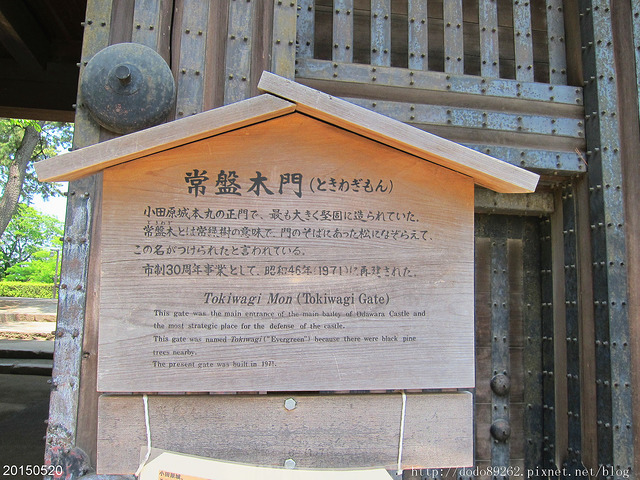 常盤木門(ときわぎもん)
小田原城本丸の正門で、最も大きく堅固に造られていた。
常盤木とは常緑樹の意味で、門のそばにあった松になぞらえて、
この名がつけられたと言われている。
市制30周年事業として、昭和46年(1971)に再建された。
Tokiwagi Mon (Tokiwagi Gate)
This gate was the main entrance of the main bailey of Odawara Castle and
the most strategic place for the defense of the castle.
This gate was named Tokiwagi ("Evergreen") because there were black pine
trees nearby.
The present gate was built in 1971.
小田原城
20150520
http://dodo89262.pixnet.net/blog